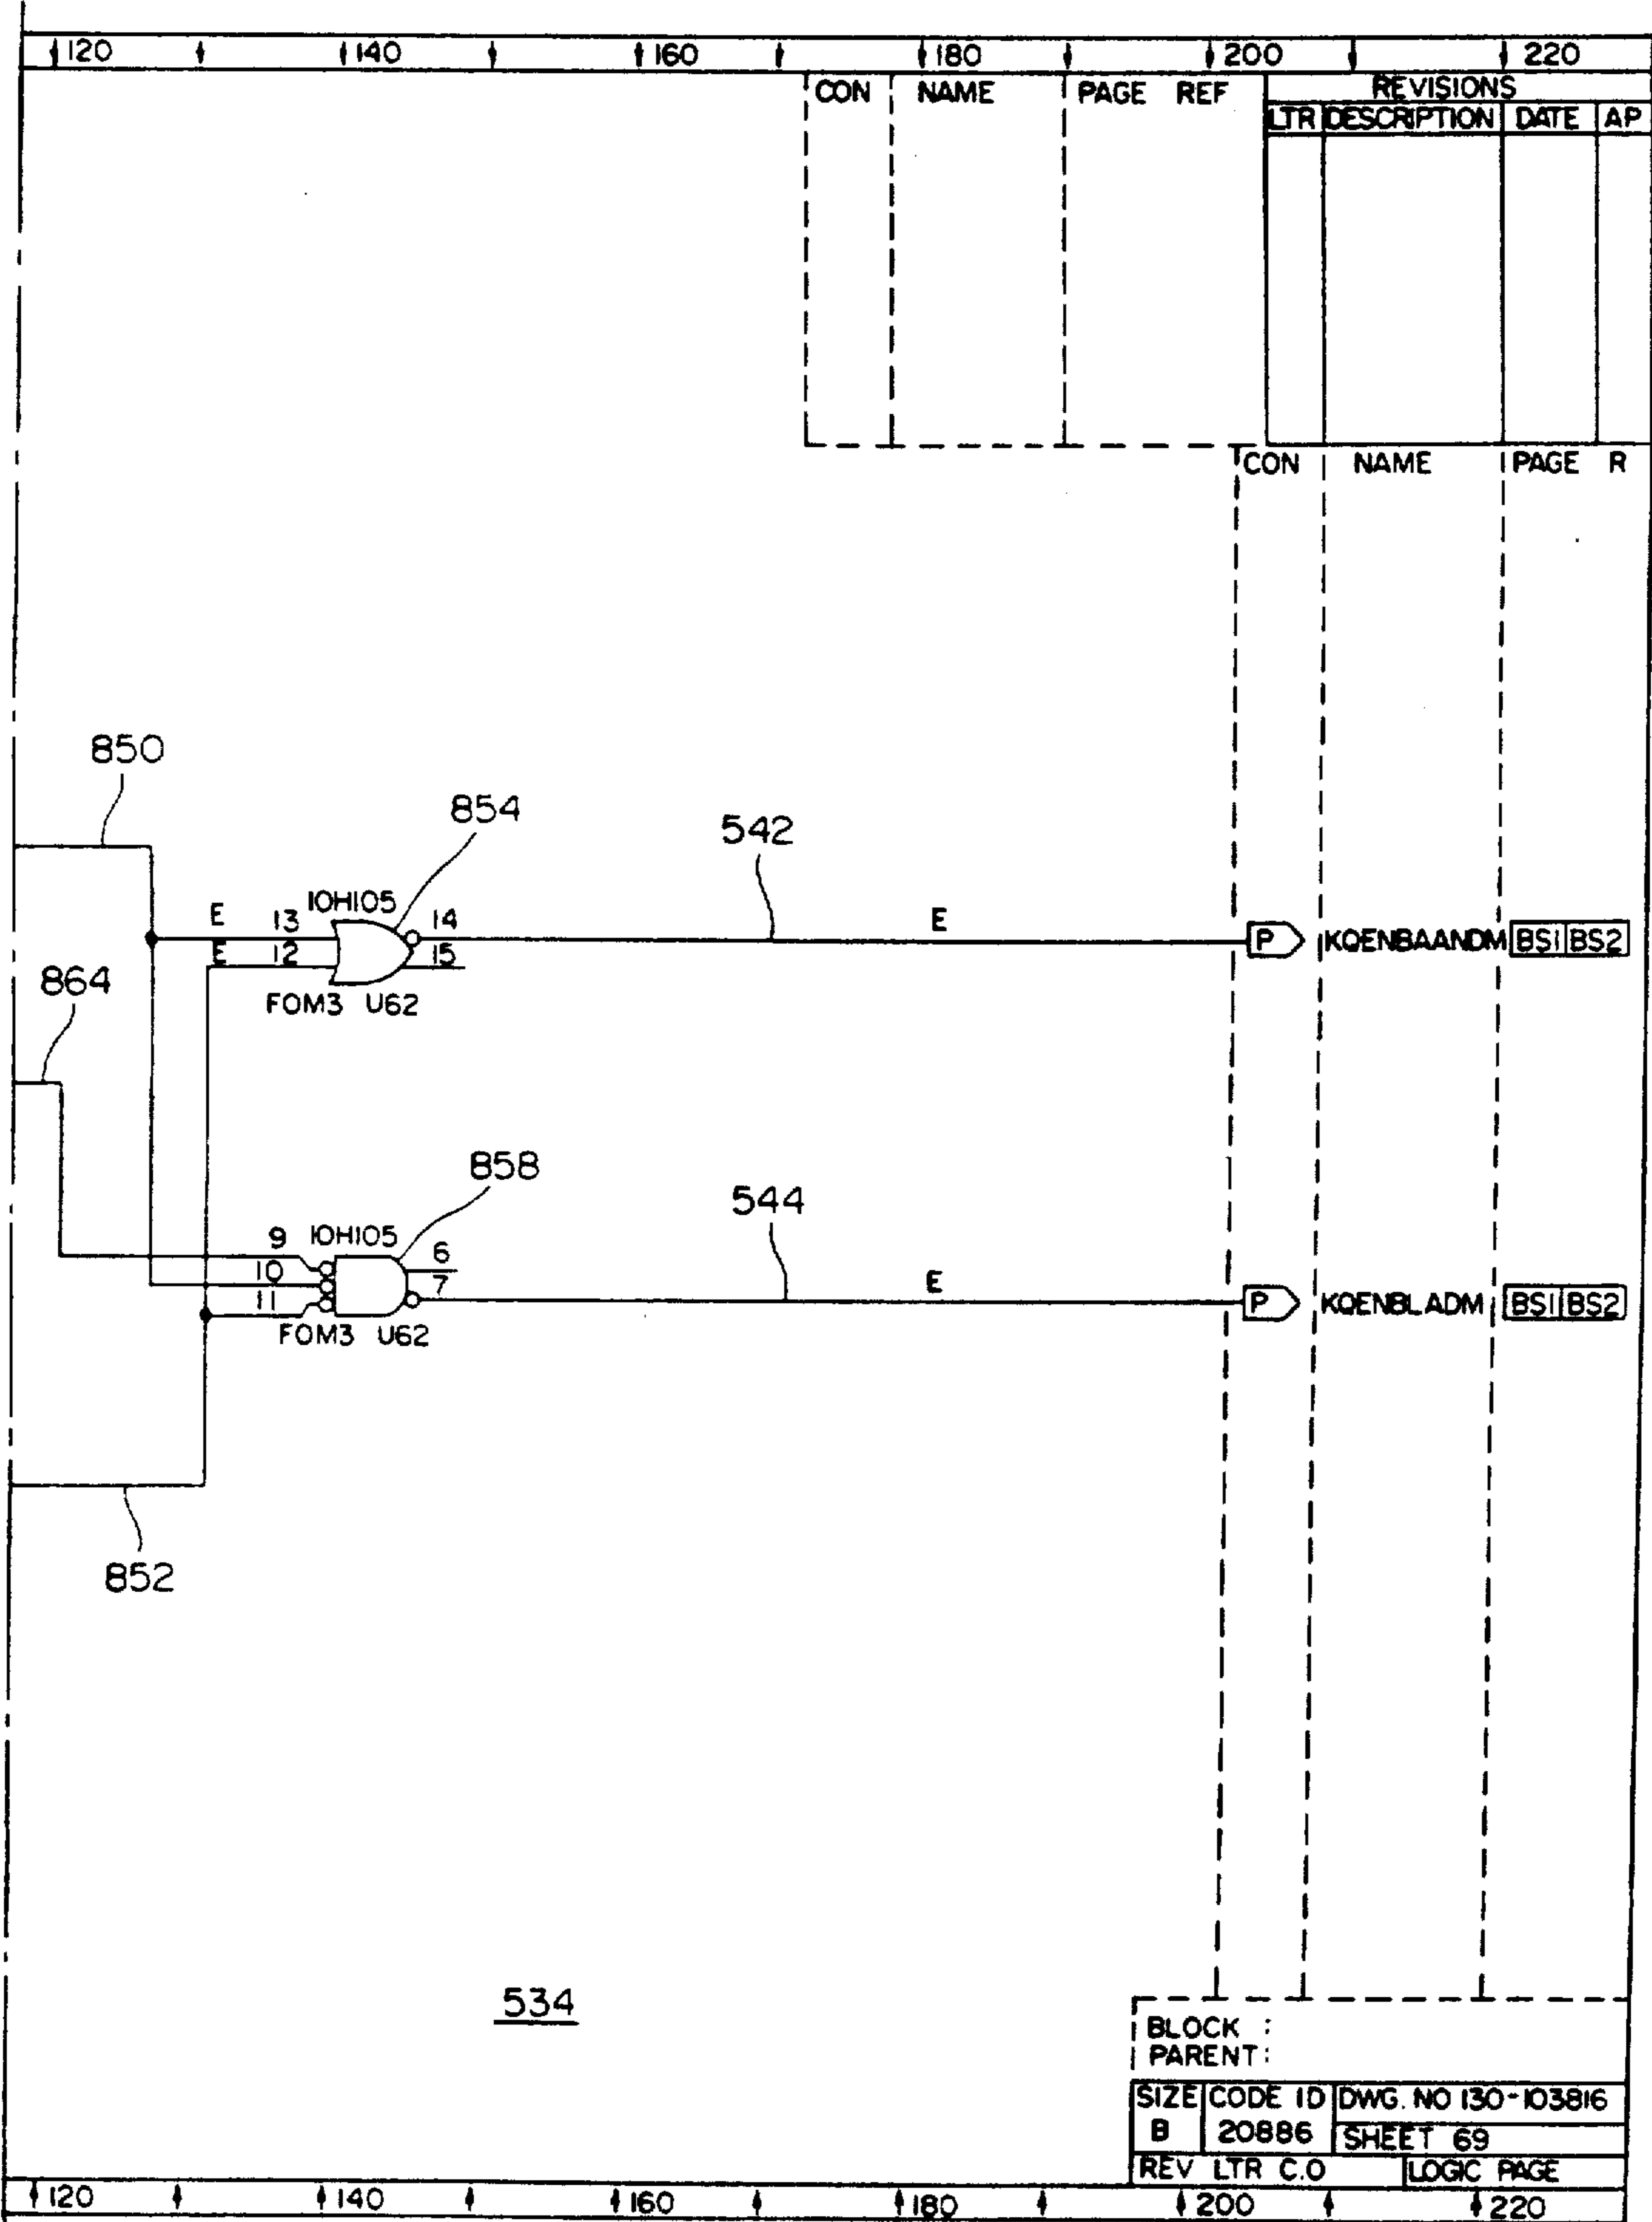 120 140 160 180 200 220
CON NAME PAGE REF REVISIONS
LTR DESCRIPTION DATE AP
CON NAME PAGE R
850
854
542
10H105
E 13 14 E
P KQENBAANDM BS1 BS2
E 12 15
864
FOM3 U62
858
544
9 10H105 6
10 7 E
P KQENBLADM BS1 BS2
11
FOM3 U62
852
534
BLOCK :
PARENT:
SIZE CODE ID DWG. NO 130-103816
B 20886 SHEET 69
REV LTR C.O LOGIC PAGE
120 140 160 180 200 220